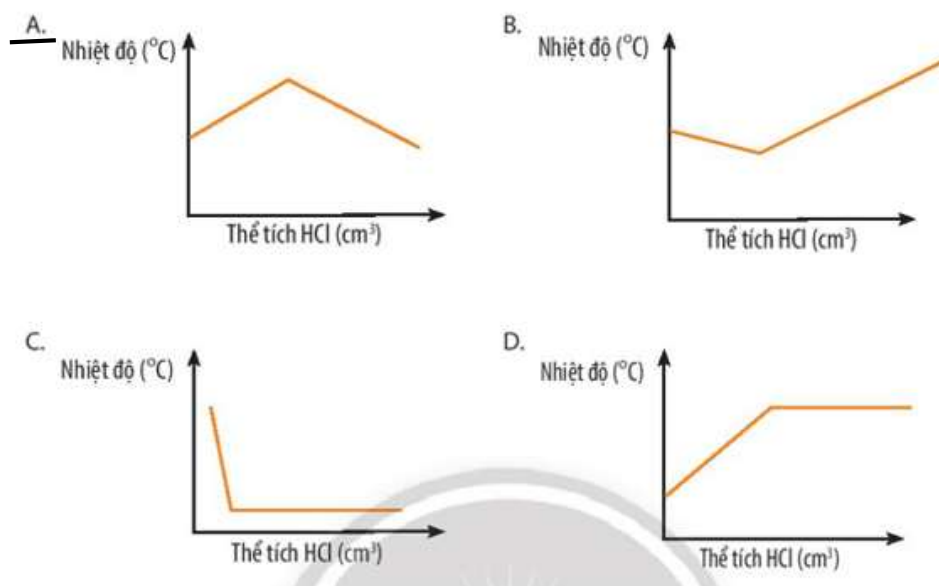 A.
Nhiệt độ (°C)
Thể tích HCl (cm³)
B.
Nhiệt độ (°C)
Thể tích HCl (cm³)
C.
Nhiệt độ (°C)
Thể tích HCl (cm³)
D.
Nhiệt độ (°C)
Thể tích HCl (cm³)